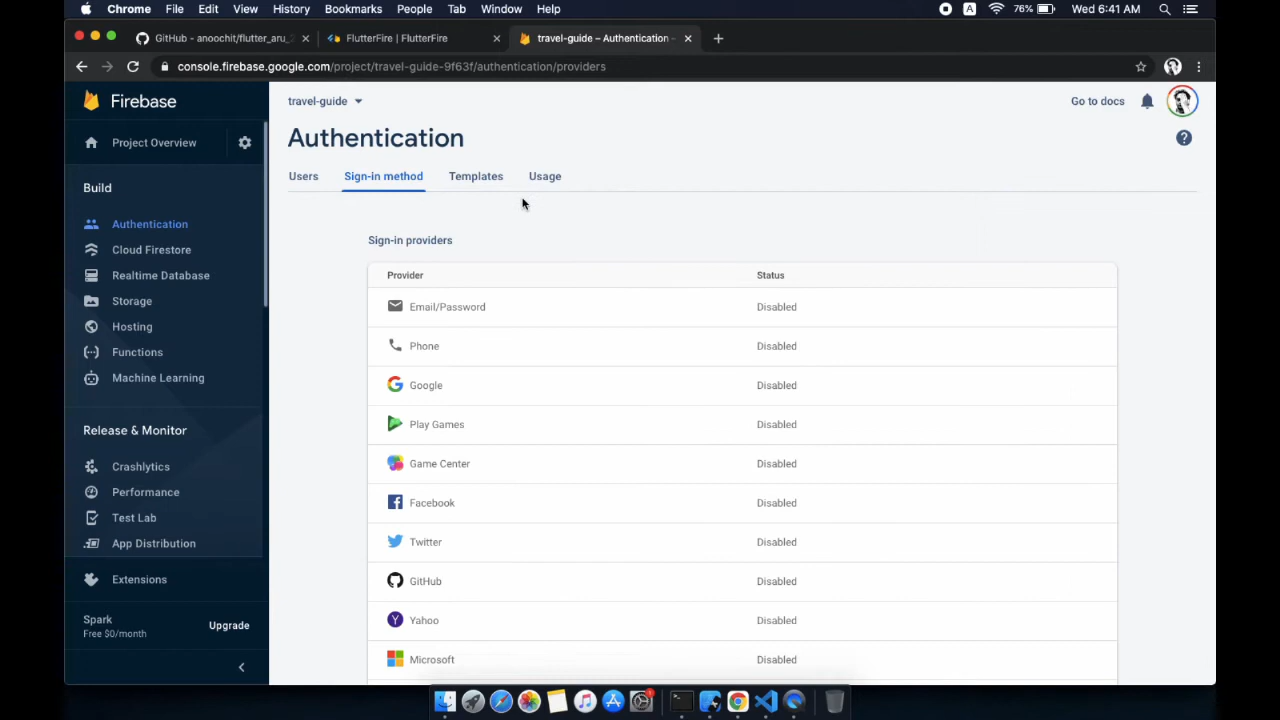 Chrome File Edit View History Bookmarks People Tab Window Help
A 76% Wed 6:41 AM
GitHub - anoochit/flutter_aru_
FlutterFire | FlutterFire
travel-guide – Authentication -
console.firebase.google.com/project/travel-guide-9f63f/authentication/providers
Firebase
Project Overview
Build
Authentication
Cloud Firestore
Realtime Database
Storage
Hosting
Functions
Machine Learning
Release & Monitor
Crashlytics
Performance
Test Lab
App Distribution
Extensions
Spark
Free $0/month
Upgrade
travel-guide
Go to docs
Authentication
Users Sign-in method Templates Usage
Sign-in providers
Provider Status
Email/Password Disabled
Phone Disabled
Google Disabled
Play Games Disabled
Game Center Disabled
Facebook Disabled
Twitter Disabled
GitHub Disabled
Yahoo Disabled
Microsoft Disabled